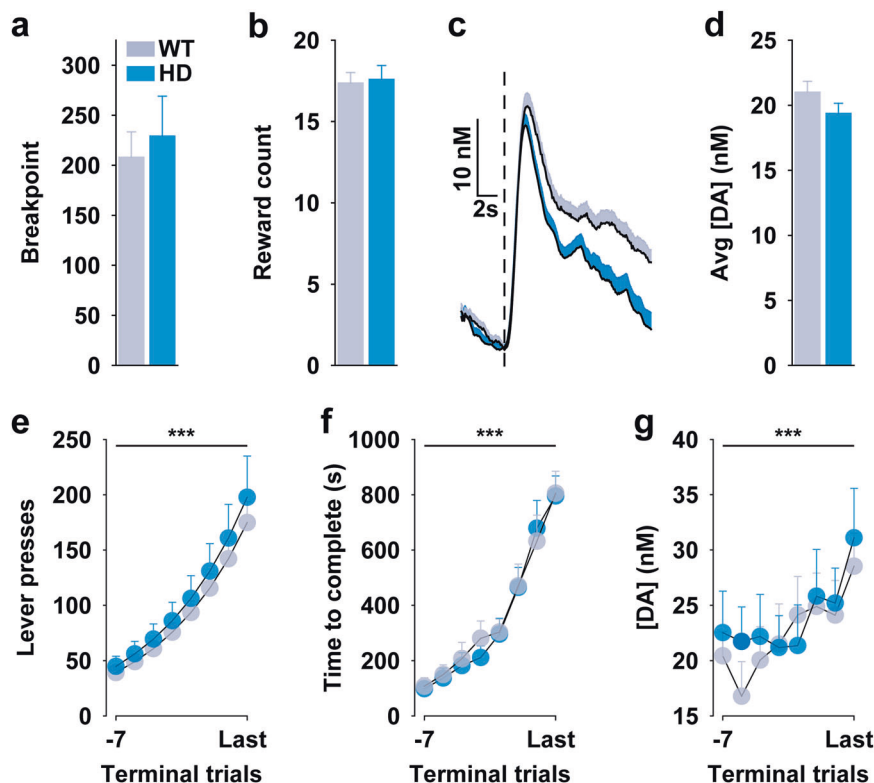 a
WT
HD
Breakpoint
300
250
200
150
100
50
0
b
Reward count
20
15
10
5
0
c
10 nM
2s
d
Avg [DA] (nM)
25
20
15
10
5
0
e
***
Lever presses
250
200
150
100
50
0
-7 Last
Terminal trials
f
***
Time to complete (s)
1000
800
600
400
200
0
-7 Last
Terminal trials
g
***
[DA] (nM)
40
35
30
25
20
15
-7 Last
Terminal trials